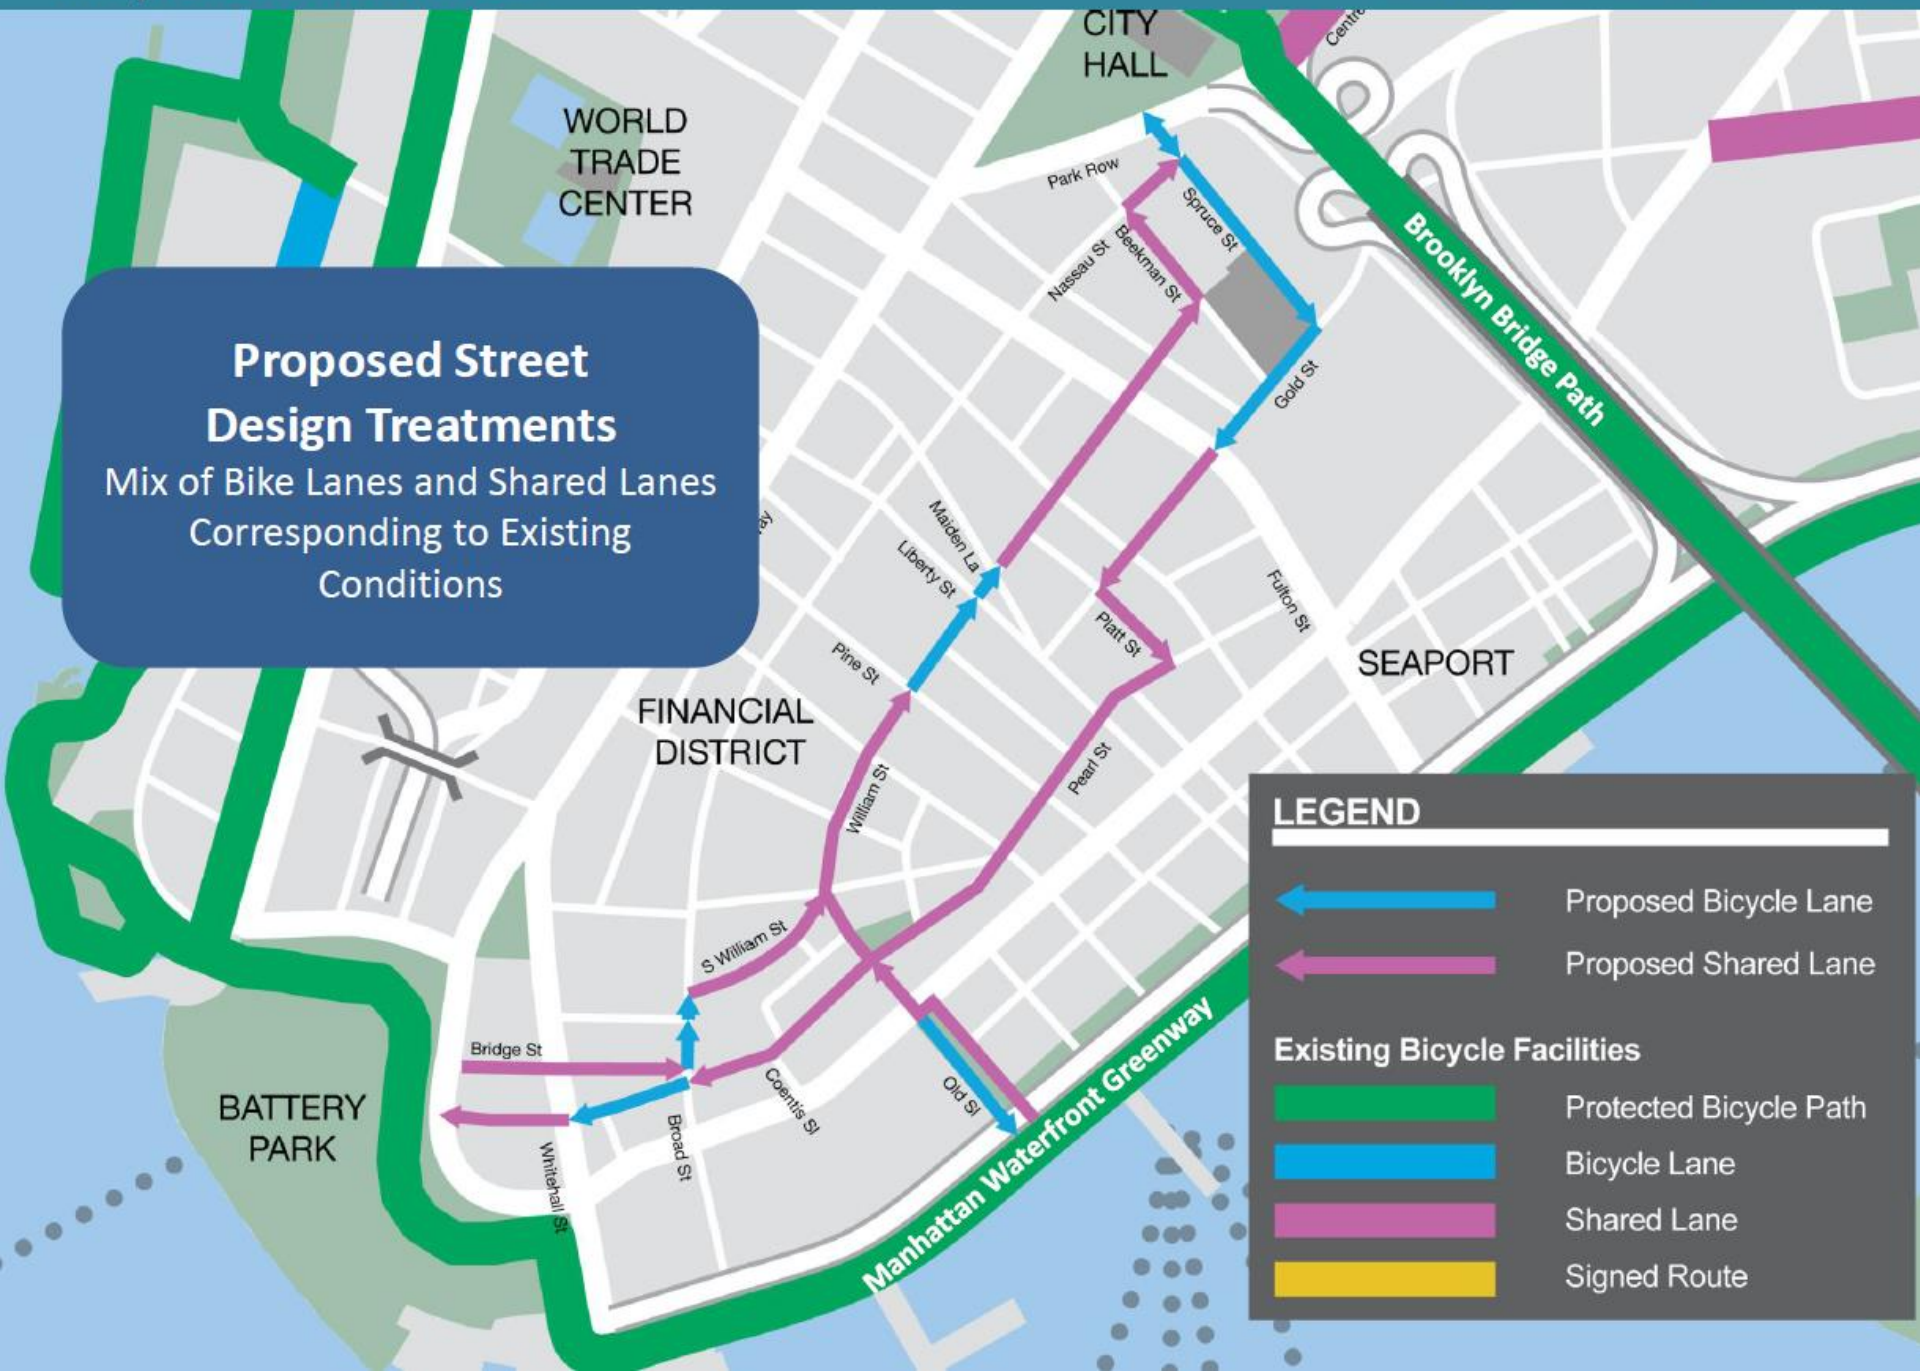 CITY
HALL
Centre
WORLD
TRADE
CENTER
Park Row
Spruce St
Nassau St
Beekman St
Brooklyn Bridge Path
Gold St
Proposed Street
Design Treatments
Mix of Bike Lanes and Shared Lanes
Corresponding to Existing
Conditions
Maiden La
Liberty St
Fulton St
Platt St
Pine St
SEAPORT
FINANCIAL
DISTRICT
Pearl St
William St
S William St
Bridge St
Coentis Sl
Old Sl
BATTERY
PARK
Broad St
Whitehall St
Manhattan Waterfront Greenway
LEGEND
Proposed Bicycle Lane
Proposed Shared Lane
Existing Bicycle Facilities
Protected Bicycle Path
Bicycle Lane
Shared Lane
Signed Route